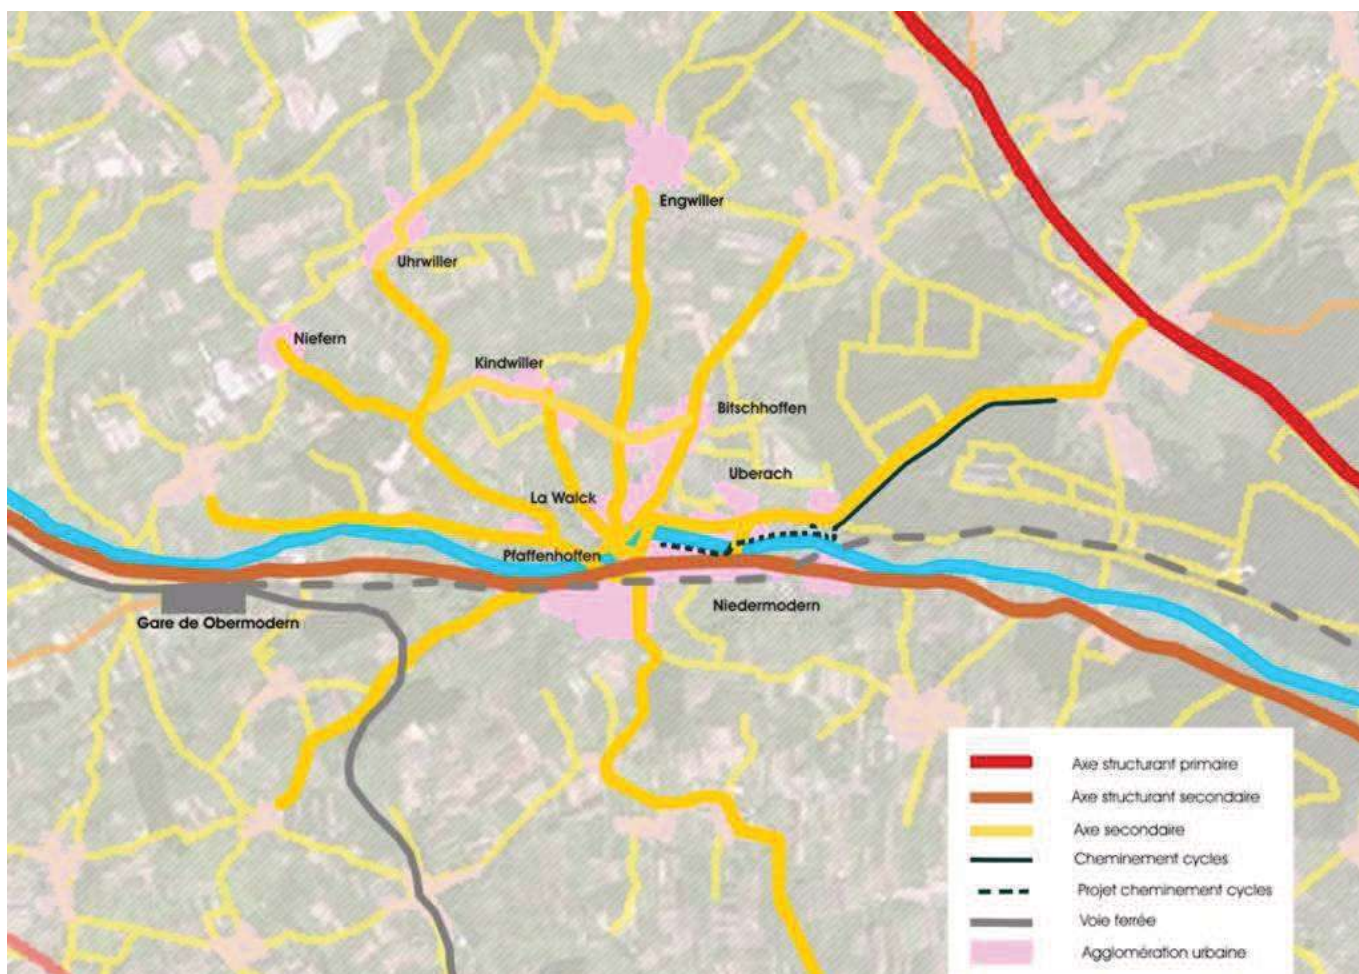 Engwiller
Uhrwiller
Niefern
Kindwiller
Bitschhoffen
Uberach
La Walck
Pfaffenhoffen
Niedermodern
Gare de Obermodern
Axe structurant primaire
Axe structurant secondaire
Axe secondaire
Cheminement cycles
Projet cheminement cycles
Voie ferrée
Agglomération urbaine